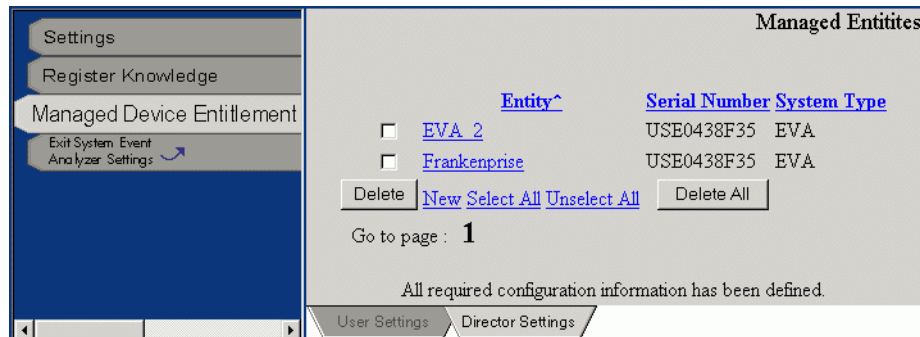 Settings
Register Knowledge
Managed Device Entitlement
Exit System Event
Analyzer Settings
Managed Entitites
Entity^ Serial Number System Type
EVA_2 USE0438F35 EVA
Frankenprise USE0438F35 EVA
Delete New Select All Unselect All Delete All
Go to page : 1
All required configuration information has been defined.
User Settings Director Settings